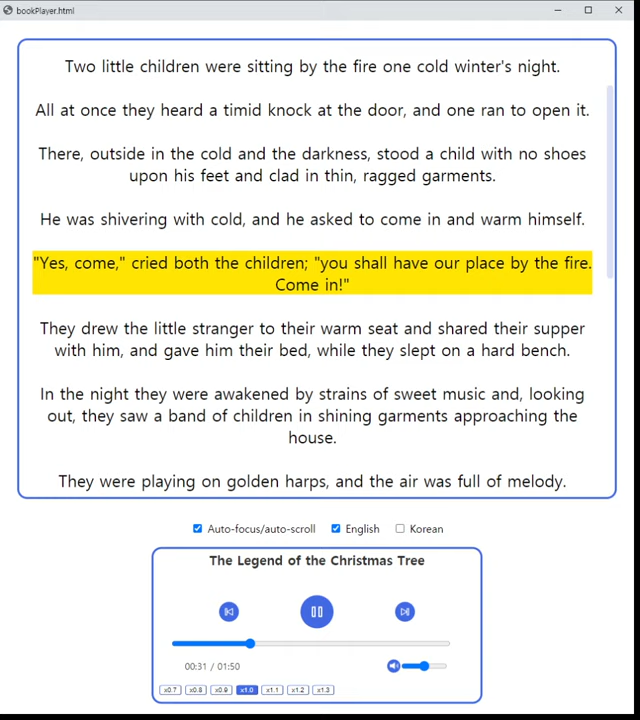 bookPlayer.html
Two little children were sitting by the fire one cold winter's night.
All at once they heard a timid knock at the door, and one ran to open it.
There, outside in the cold and the darkness, stood a child with no shoes
upon his feet and clad in thin, ragged garments.
He was shivering with cold, and he asked to come in and warm himself.
"Yes, come," cried both the children; "you shall have our place by the fire.
Come in!"
They drew the little stranger to their warm seat and shared their supper
with him, and gave him their bed, while they slept on a hard bench.
In the night they were awakened by strains of sweet music and, looking
out, they saw a band of children in shining garments approaching the
house.
They were playing on golden harps, and the air was full of melody.
Auto-focus/auto-scroll English Korean
The Legend of the Christmas Tree
00:31 / 01:50
x0.7 x0.8 x0.9 x1.0 x1.1 x1.2 x1.3